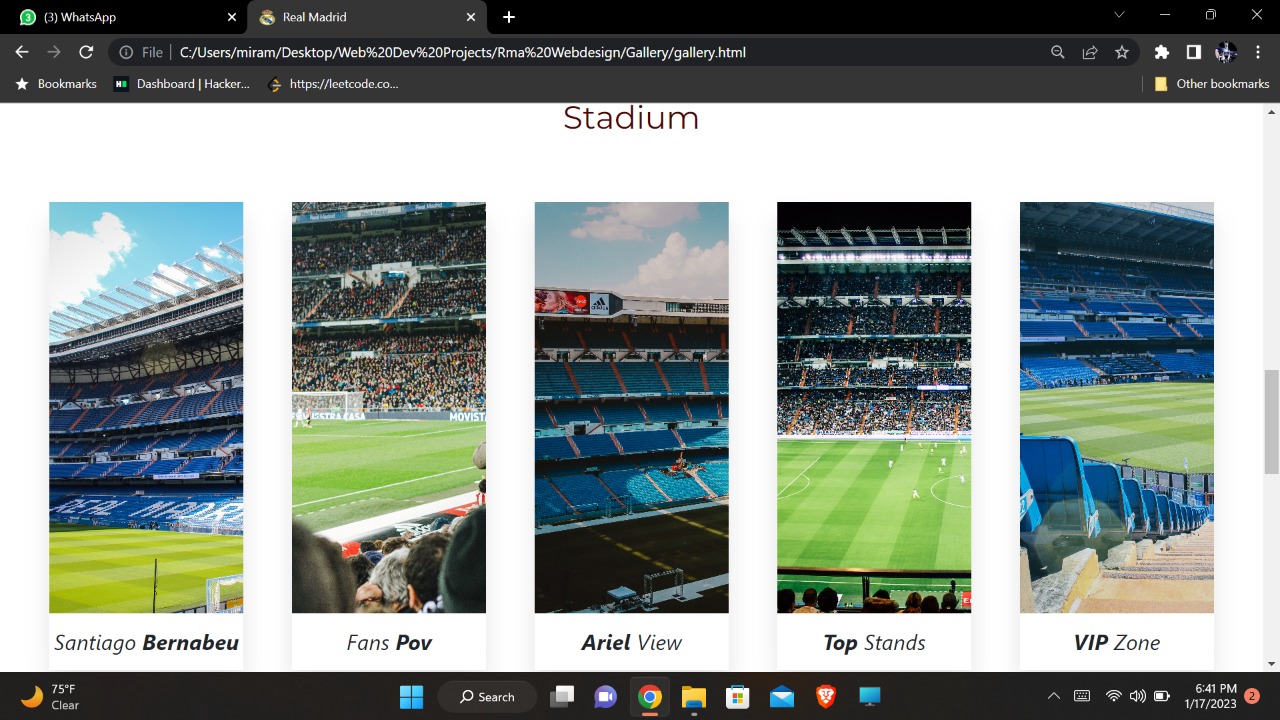 (3) WhatsApp
Real Madrid
File
C:/Users/miram/Desktop/Web%20Dev%20Projects/Rma%20Webdesign/Gallery/gallery.html
Bookmarks
Dashboard | Hacker...
https://leetcode.co...
Other bookmarks
Stadium
adidas
MOVISTA
Santiago Bernabeu
Fans Pov
Ariel View
Top Stands
VIP Zone
75°F
Clear
Search
6:41 PM
1/17/2023
2